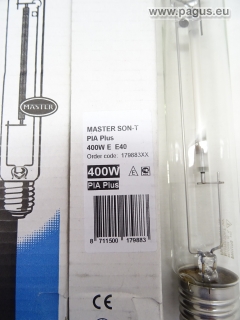 www.pagus.eu
MASTER
MASTER SON-T
PIA Plus
400W E E40
Order code: 179883XX
400W
PIA Plus
8 711500 179883
CE